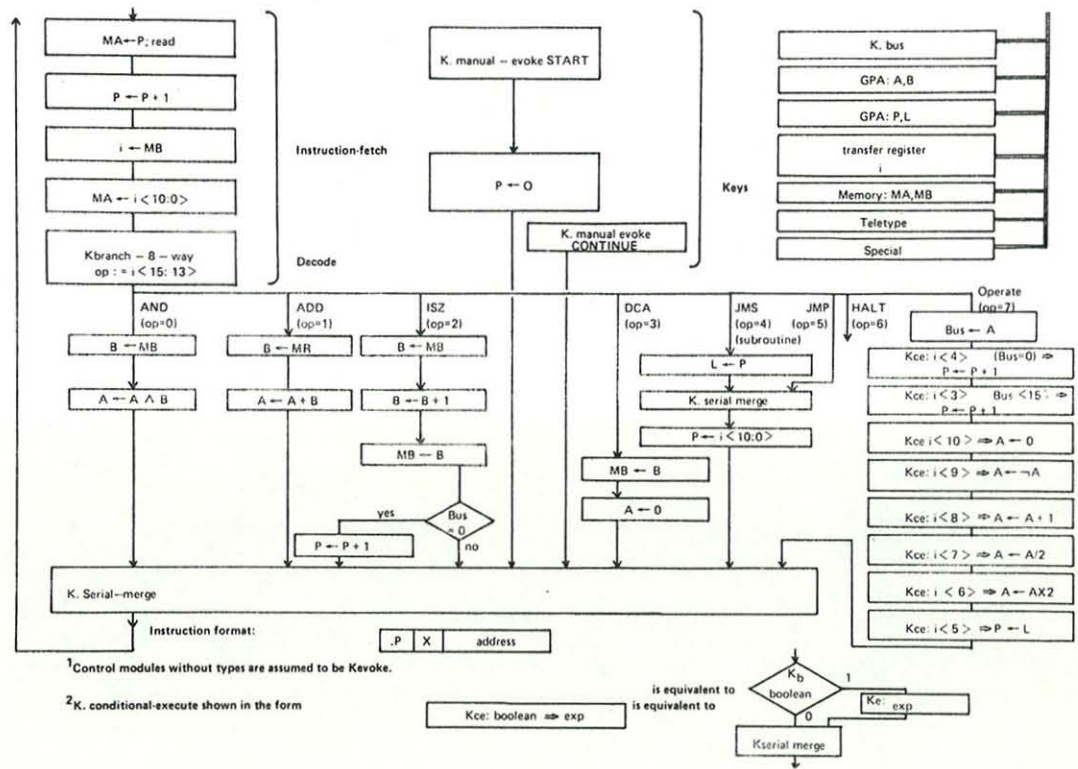 MA←P; read
P ← P + 1
i ← MB
MA ← i < 10:0>
Kbranch – 8 – way
op : = i<15: 13>
Instruction-fetch
Decode
K. manual – evoke START
P ← O
K. manual evoke
CONTINUE
Keys
K. bus
GPA: A,B
GPA: P,L
transfer register
i
Memory: MA,MB
Teletype
Special
AND
(op=0)
B ← MB
A ← A ∧ B
ADD
(op=1)
B ← MR
A ← A + B
ISZ
(op=2)
B ← MB
B ← B + 1
MB ← B
Bus
= 0
yes
no
P ← P + 1
DCA
(op=3)
MB ← B
A ← 0
JMS
(op=4)
(subroutine)
L ← P
K. serial merge
P ← i<10:0>
JMP
(op=5)
HALT
(op=6)
Operate
(op=7)
Bus ← A
Kce: i<4> (Bus=0) ⇒
P ← P + 1
Kce: i<3> Bus <15> ⇒
P ← P + 1
Kce i< 10> ⇒ A ← 0
Kce: i<9> ⇒ A ← ¬A
Kce: i<8> ⇒ A ← A + 1
Kce: i<7> ⇒ A ← A/2
Kce: i < 6> ⇒ A ← AX2
Kce: i<5> ⇒ P ← L
K. Serial–merge
Instruction format:
.P X address
1Control modules without types are assumed to be Kevoke.
2K. conditional-execute shown in the form
Kce: boolean ⇒ exp
is equivalent to
is equivalent to
Kb
boolean
1
0
Ke:
exp
Kserial merge